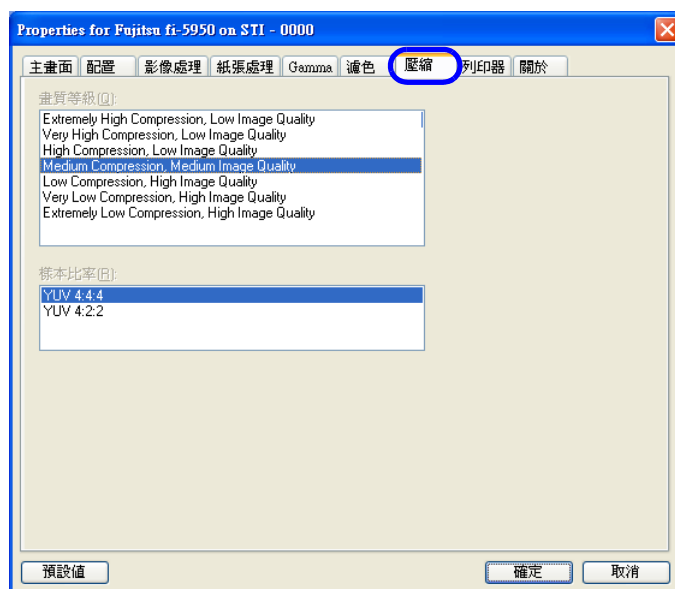 Properties for Fujitsu fi-5950 on STI - 0000
主畫面 配置 影像處理 紙張處理 Gamma 濾色 壓縮 列印器 關於
畫質等級(Q):
Extremely High Compression, Low Image Quality
Very High Compression, Low Image Quality
High Compression, Low Image Quality
Medium Compression, Medium Image Quality
Low Compression, High Image Quality
Very Low Compression, High Image Quality
Extremely Low Compression, High Image Quality
樣本比率(R):
YUV 4:4:4
YUV 4:2:2
預設值 確定 取消